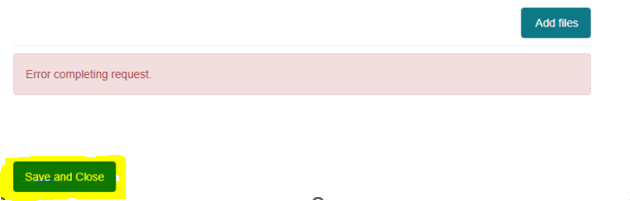 Add files
Error completing request.
Save and Close